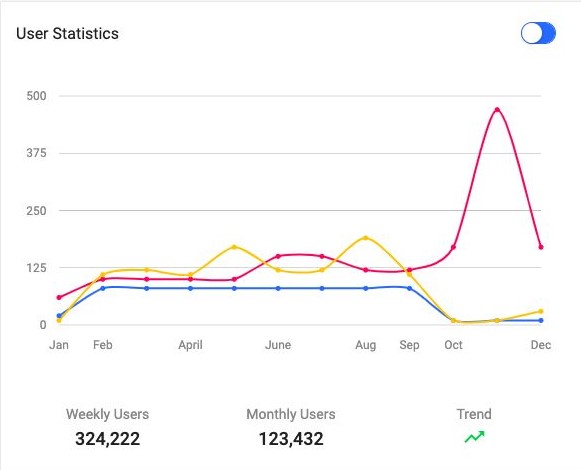 User Statistics
500
375
250
125
0
Jan Feb April June Aug Sep Oct Dec
Weekly Users Monthly Users Trend
324,222 123,432